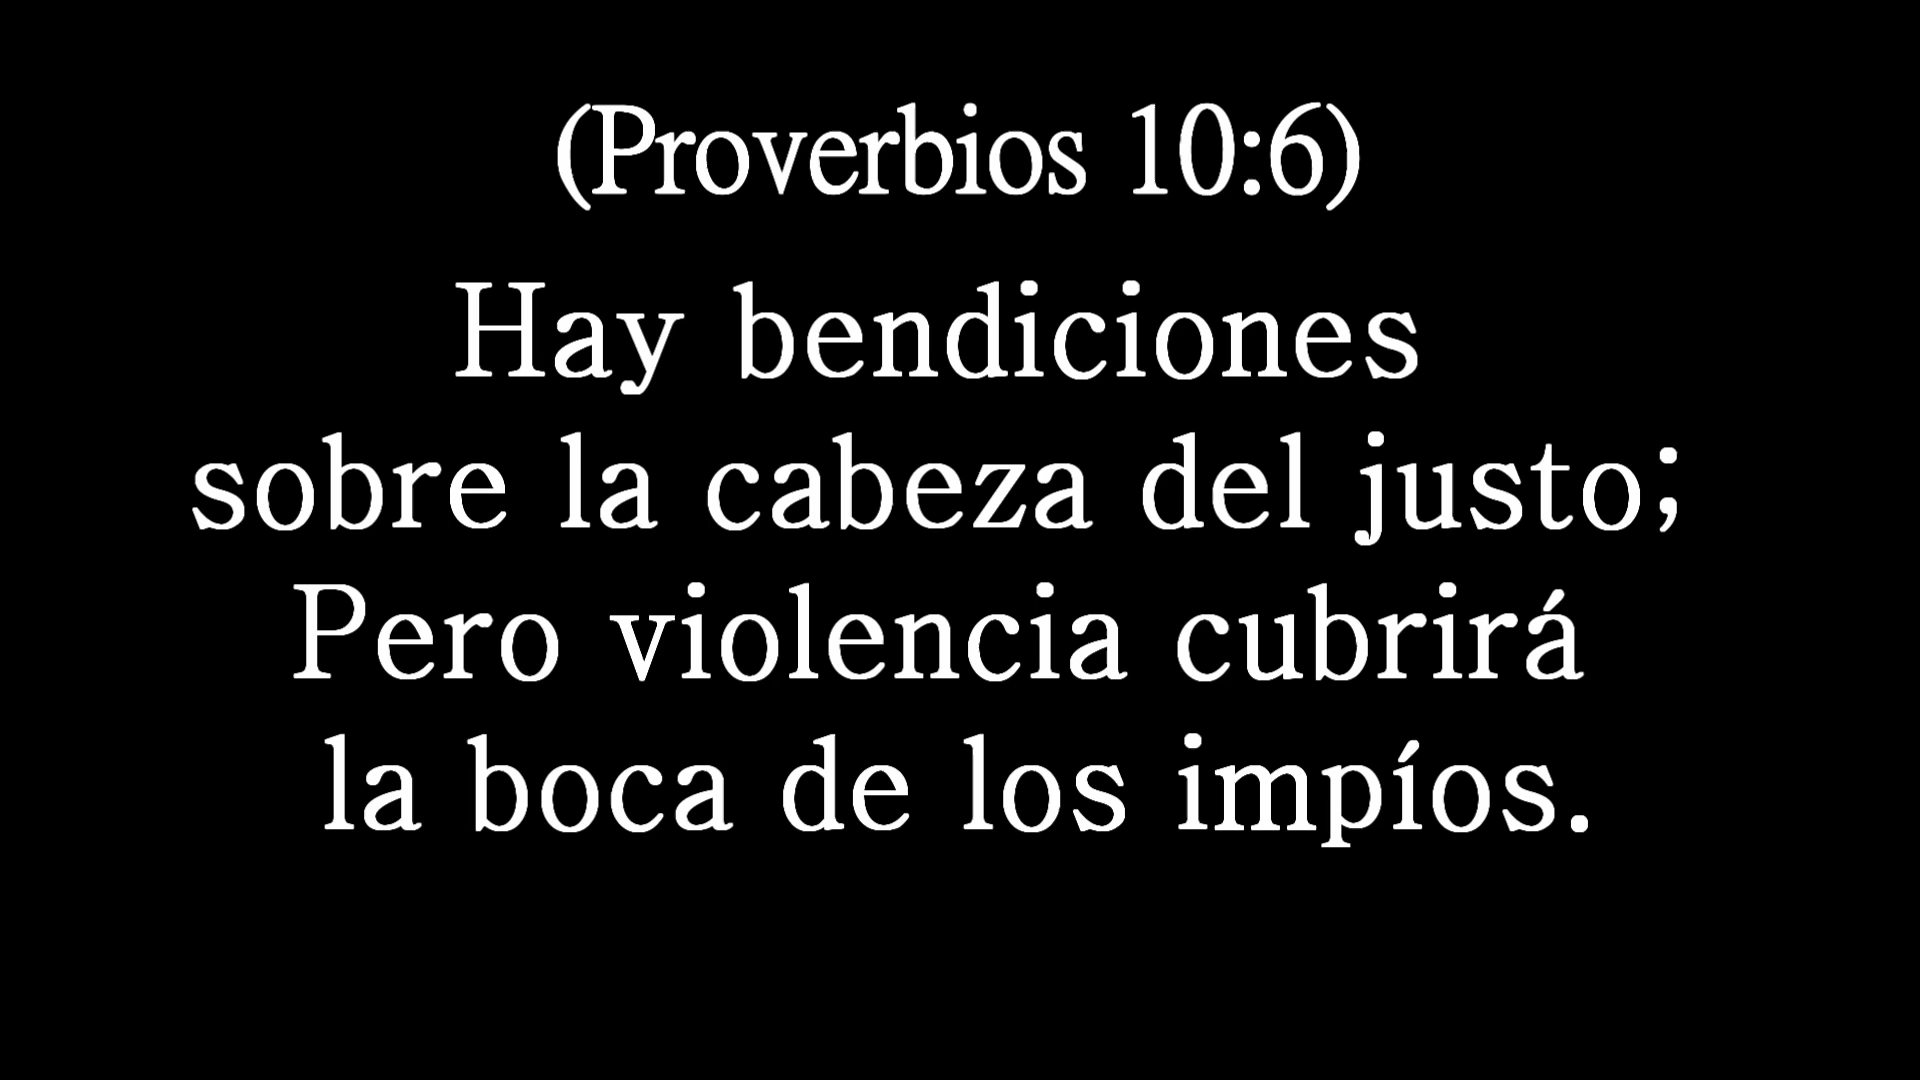 (Proverbios 10:6)
Hay bendiciones
sobre la cabeza del justo;
Pero violencia cubrirá
la boca de los impíos.